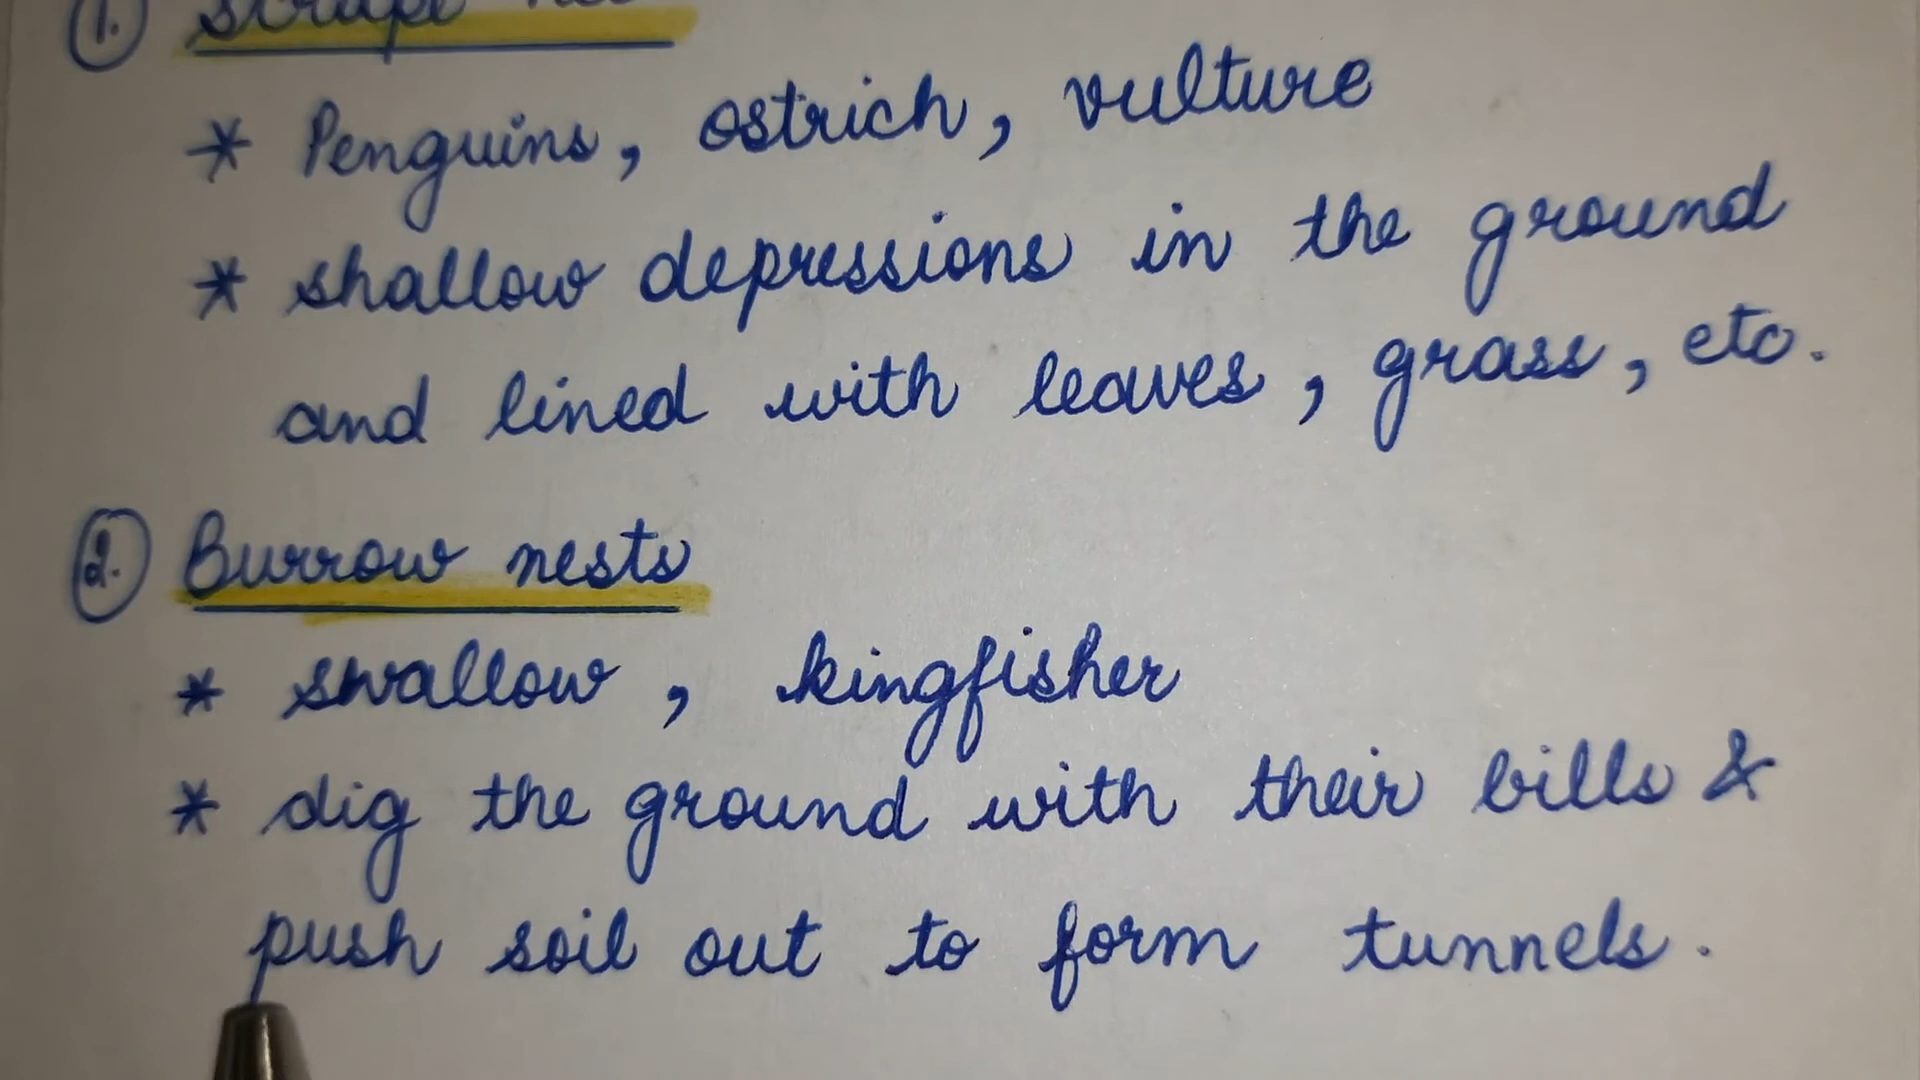 1. Scrape
* Penguins, ostrich, vulture
* shallow depressions in the ground
and lined with leaves, grass, etc.
2. Burrow nests
* swallow, kingfisher
* dig the ground with their bills &
push soil out to form tunnels.